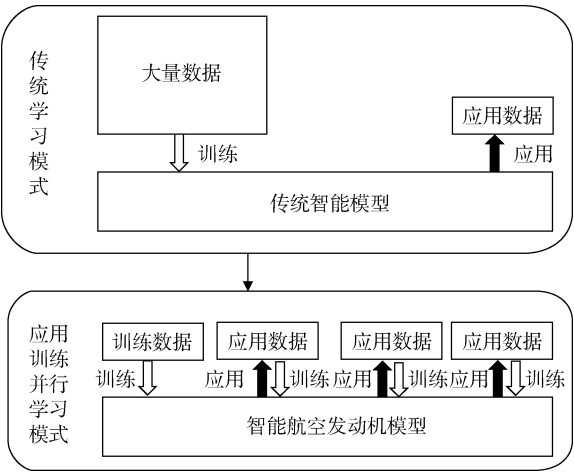 传统学习模式
大量数据
应用数据
训练
应用
传统智能模型
应用
训练
并行
学习
模式
训练数据
应用数据
应用数据
应用数据
训练
应用
训练
应用
训练
应用
训练
智能航空发动机模型